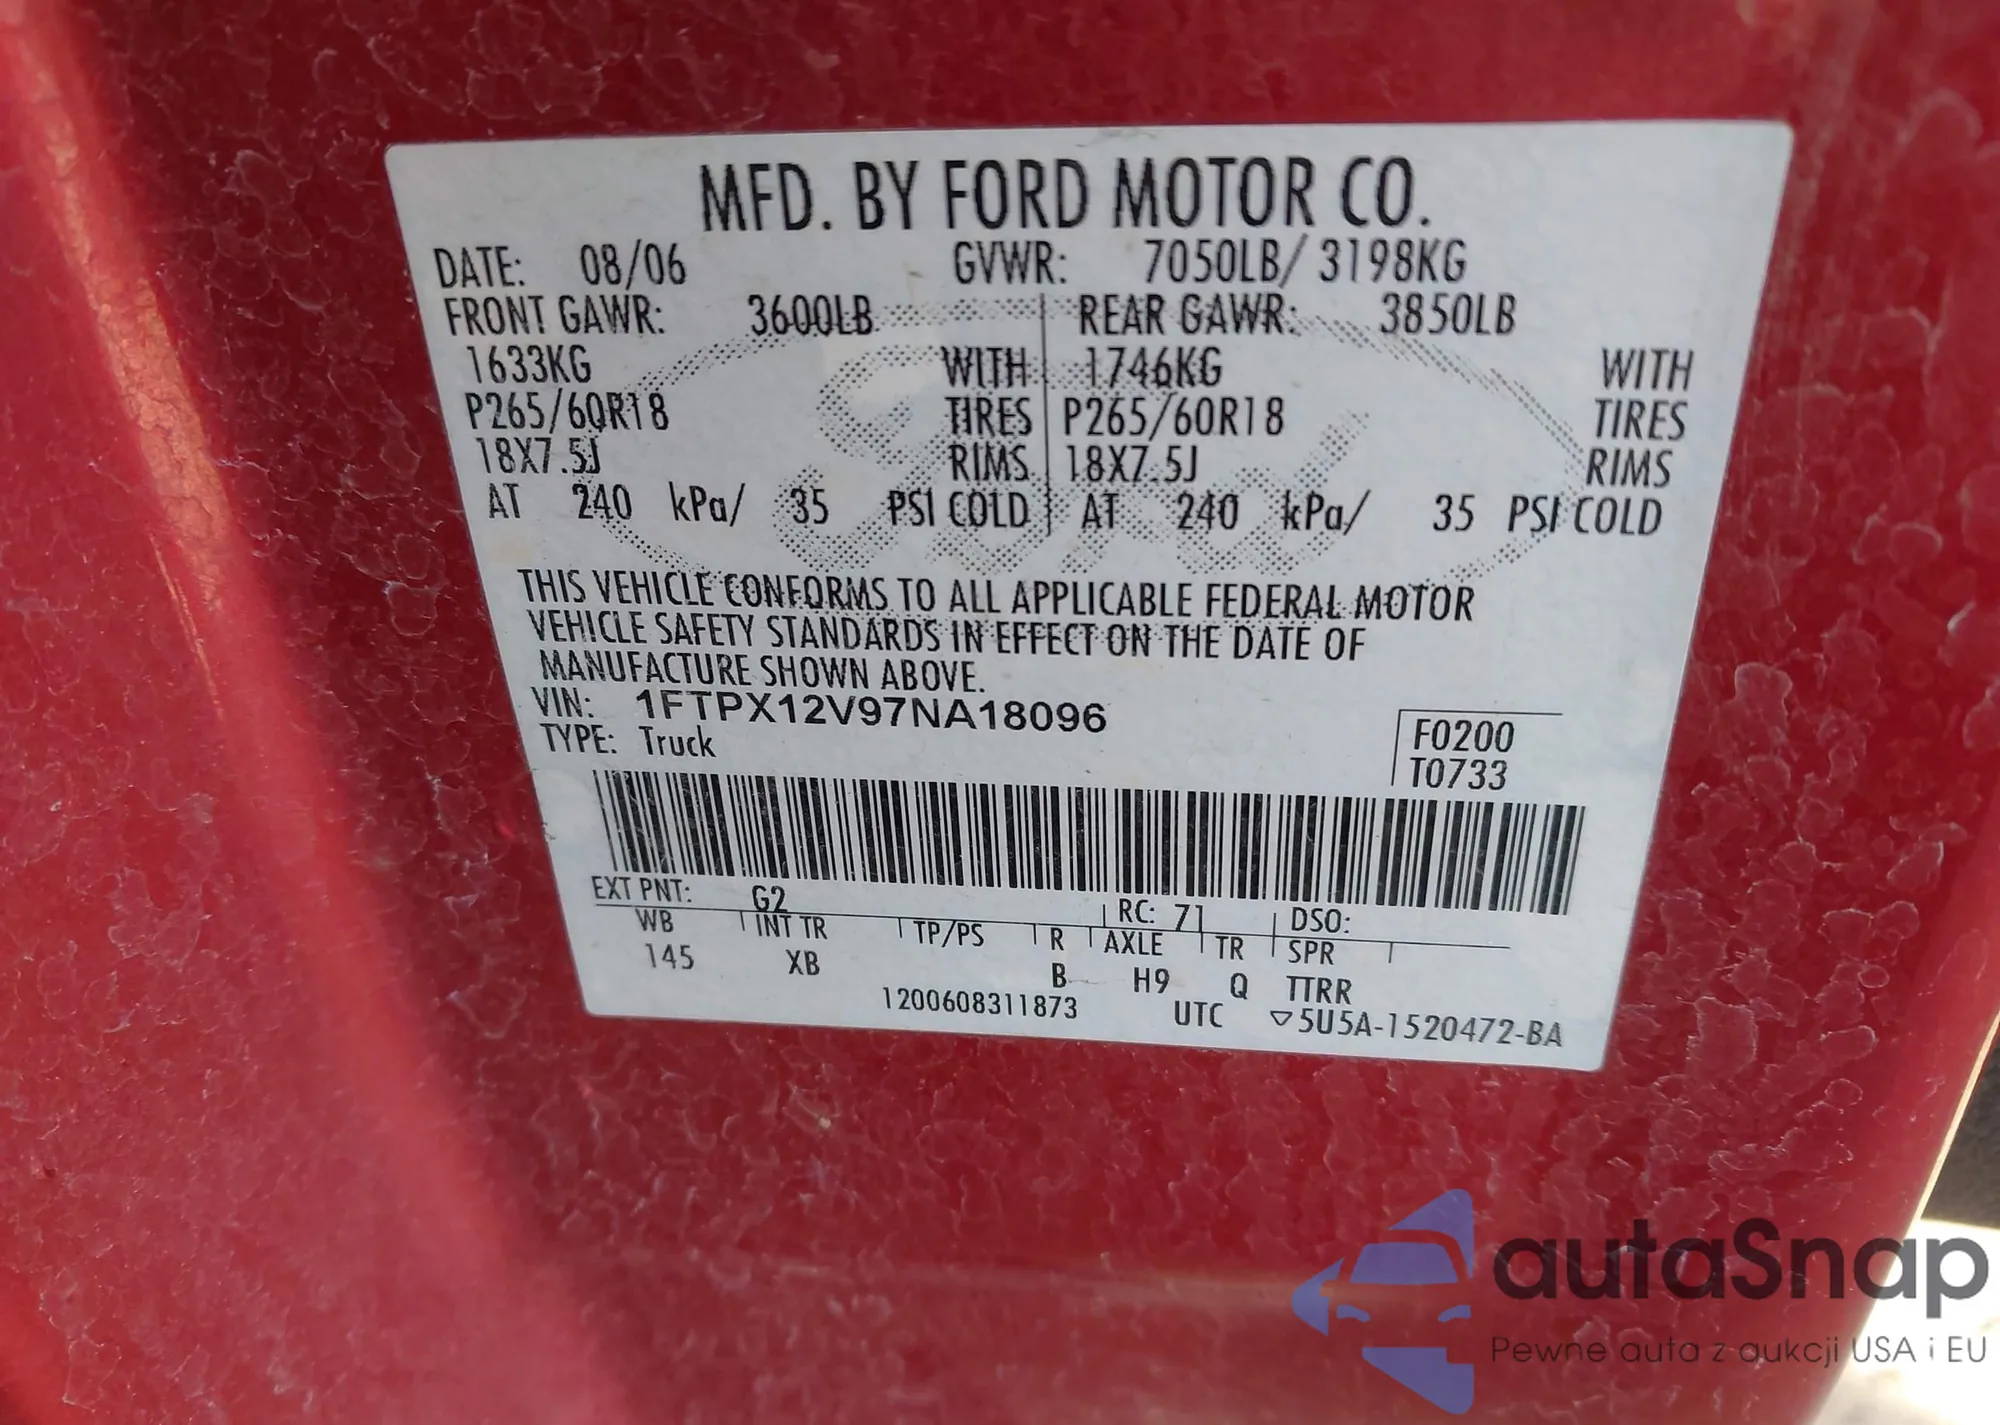 MFD. BY FORD MOTOR CO.
DATE: 08/06 GVWR: 7050LB/ 3198KG
FRONT GAWR: 3600LB REAR GAWR: 3850LB
1633KG WITH 1746KG WITH
P265/60R18 TIRES P265/60R18 TIRES
18X7.5J RIMS 18X7.5J RIMS
AT 240 kPa/ 35 PSI COLD AT 240 kPa/ 35 PSI COLD
THIS VEHICLE CONFORMS TO ALL APPLICABLE FEDERAL MOTOR
VEHICLE SAFETY STANDARDS IN EFFECT ON THE DATE OF
MANUFACTURE SHOWN ABOVE.
VIN: 1FTPX12V97NA18096
TYPE: Truck
F0200
T0733
EXT PNT: G2 RC: 71 DSO:
WB INT TR TP/PS R AXLE TR SPR
145 XB B H9 Q TTRR
1200608311873 UTC ▽5U5A-1520472-BA
autaSnap
Pewne auta z aukcji USA i EU